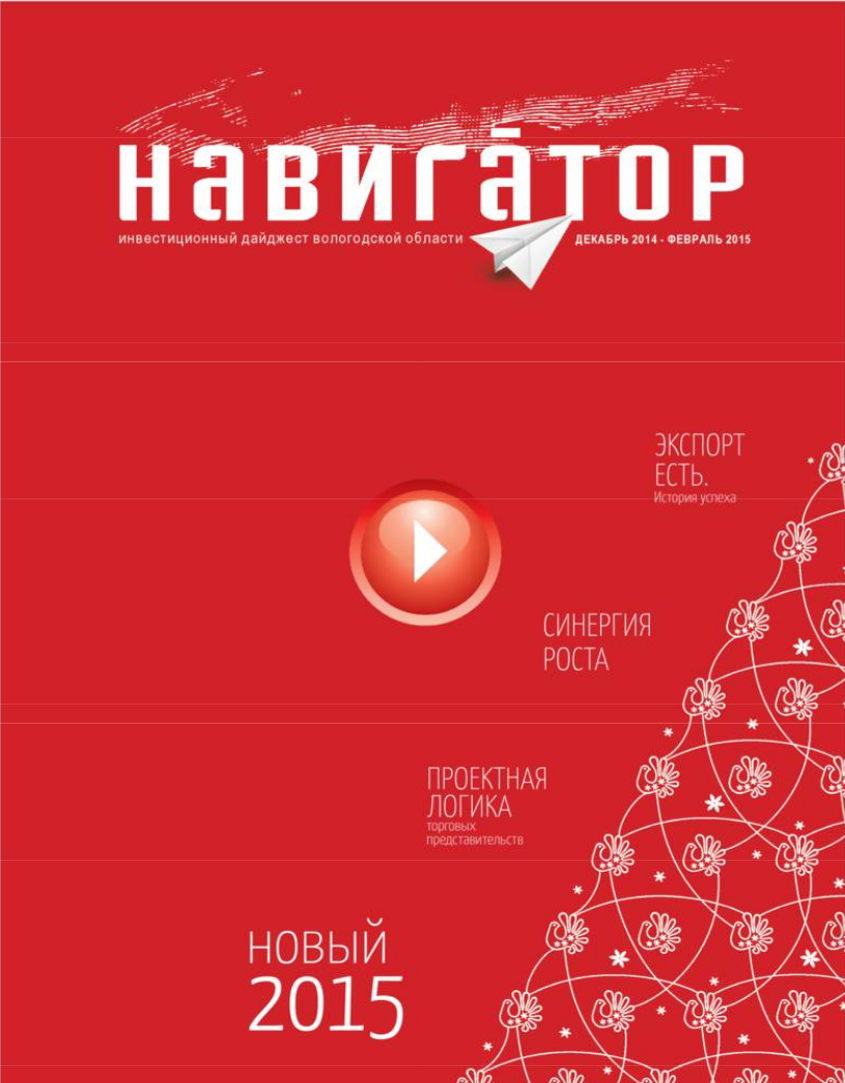 навигāтор
инвестиционный дайджест вологодской области
ДЕКАБРЬ 2014 - ФЕВРАЛЬ 2015
ЭКСПОРТ
ЕСТЬ.
История успеха
СИНЕРГИЯ
РОСТА
ПРОЕКТНАЯ
ЛОГИКА
торговых
представительств
НОВЫЙ
2015